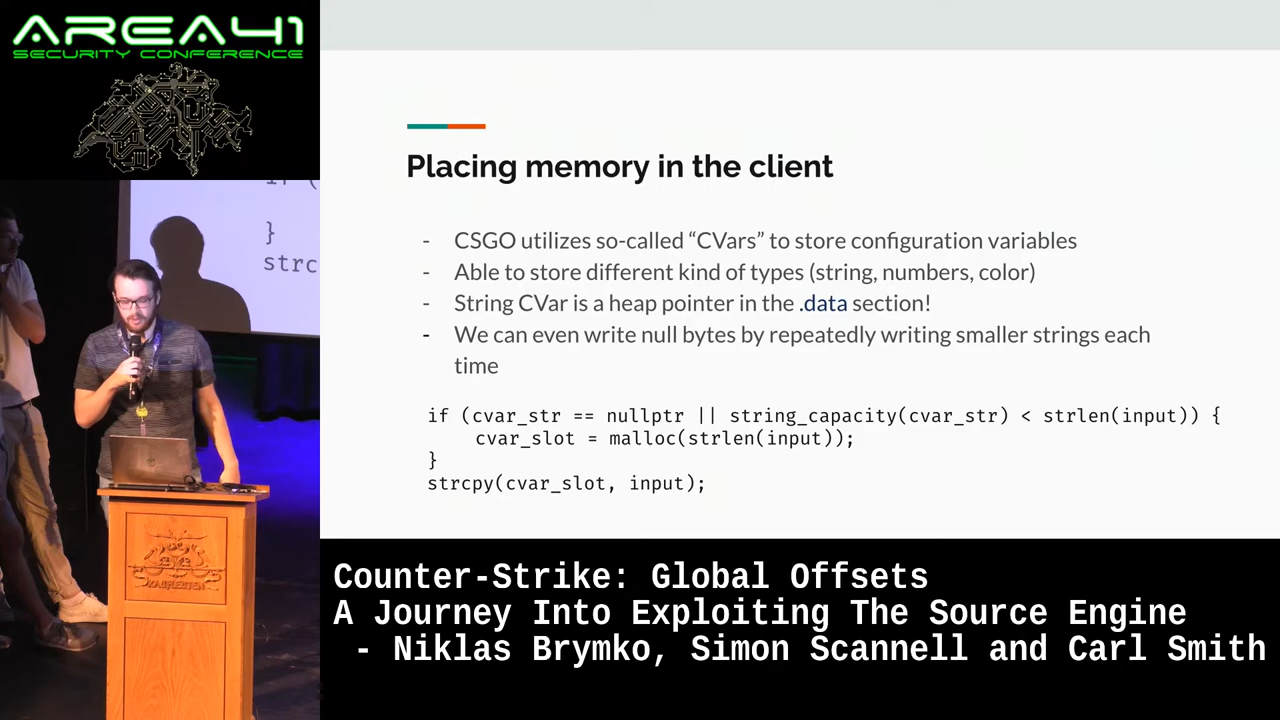 AREA41
SECURITY CONFERENCE
Placing memory in the client
- CSGO utilizes so-called “CVars” to store configuration variables
- Able to store different kind of types (string, numbers, color)
- String CVar is a heap pointer in the .data section!
- We can even write null bytes by repeatedly writing smaller strings each
time
if (cvar_str == nullptr || string_capacity(cvar_str) < strlen(input)) {
cvar_slot = malloc(strlen(input));
}
strcpy(cvar_slot, input);
}
strc
Counter-Strike: Global Offsets
A Journey Into Exploiting The Source Engine
- Niklas Brymko, Simon Scannell and Carl Smith